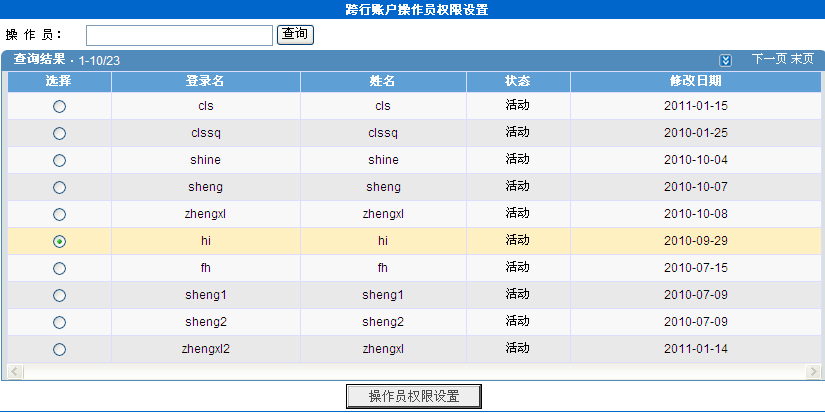 跨行账户操作员权限设置
操 作 员： 查询
查询结果 · 1-10/23 下一页 末页
选择 登录名 姓名 状态 修改日期
cls cls 活动 2011-01-15
clssq clssq 活动 2010-01-25
shine shine 活动 2010-10-04
sheng sheng 活动 2010-10-07
zhengxl zhengxl 活动 2010-10-08
hi hi 活动 2010-09-29
fh fh 活动 2010-07-15
sheng1 sheng1 活动 2010-07-09
sheng2 sheng2 活动 2010-07-09
zhengxl2 zhengxl 活动 2011-01-14
操作员权限设置